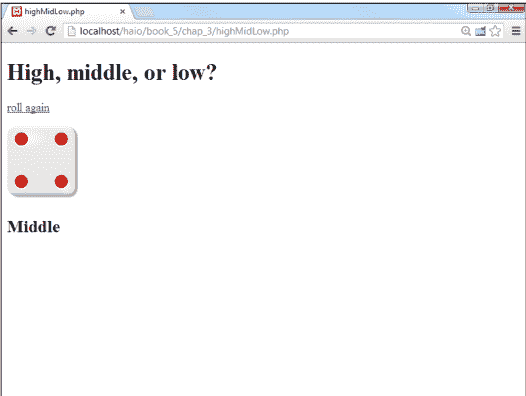 highMidLow.php
localhost/haio/book_5/chap_3/highMidLow.php
High, middle, or low?
roll again
Middle